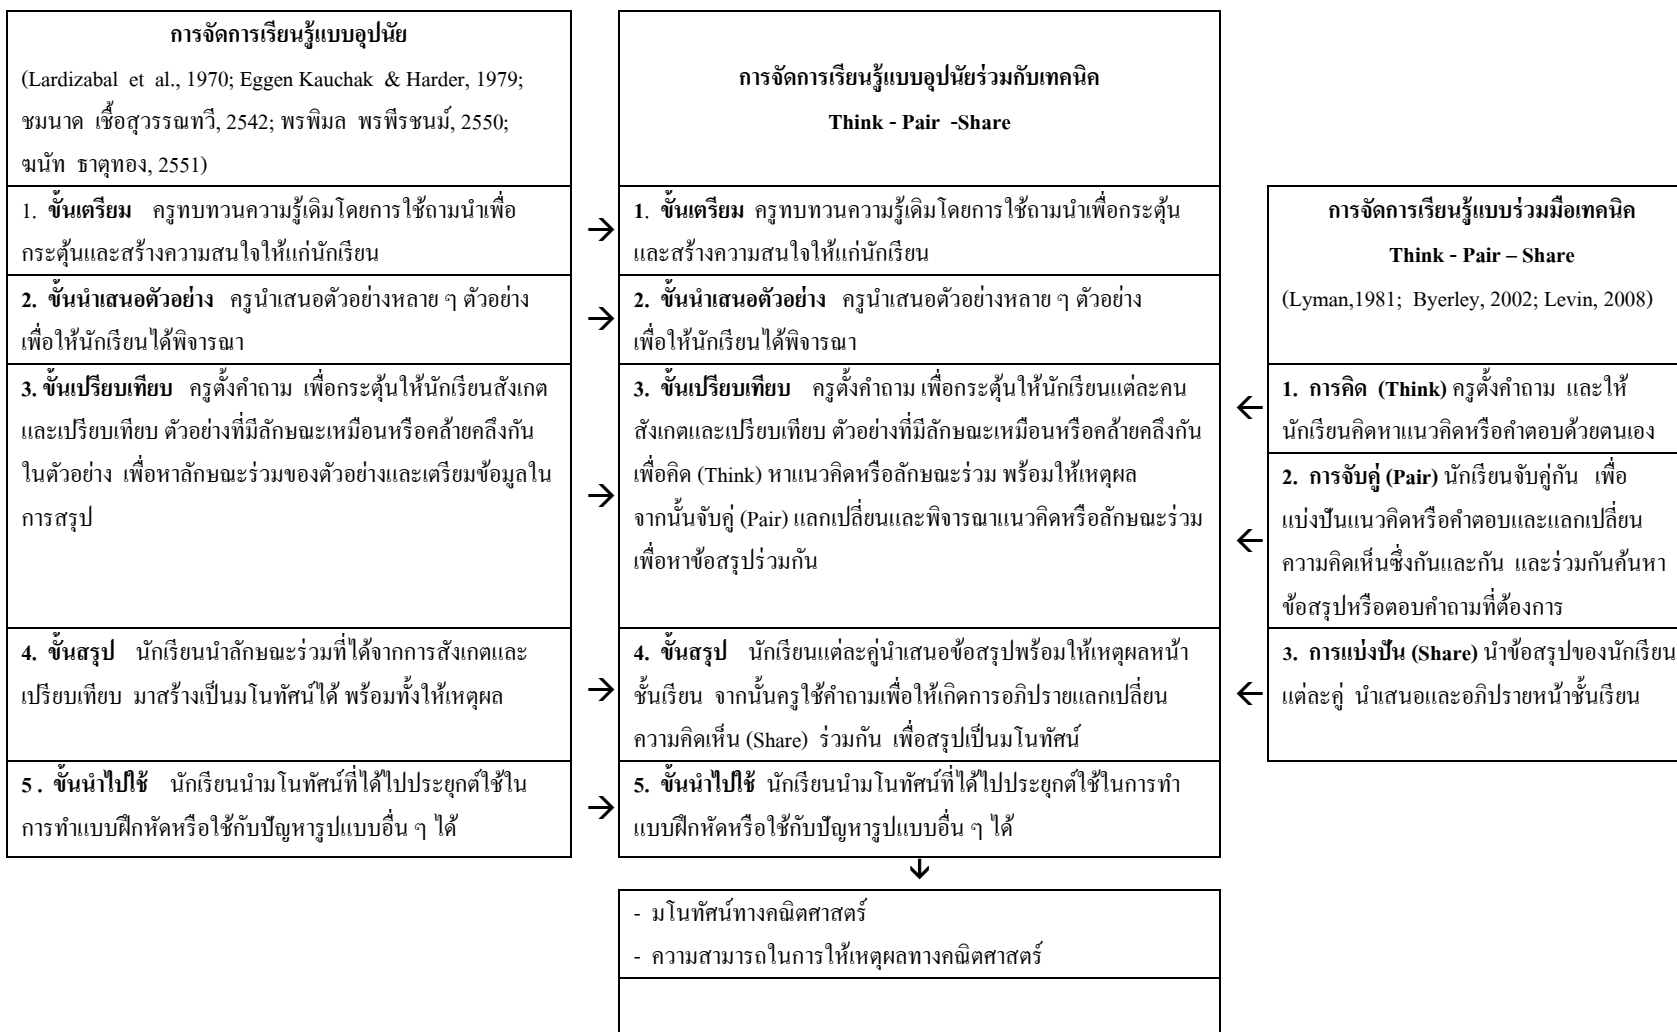 การจัดการเรียนรู้แบบอุปนัย
(Lardizabal et al., 1970; Eggen Kauchak & Harder, 1979;
ชมนาค เชื้อสุวรรณทวี, 2542; พรพิมล พรพีรชนม์, 2550;
ฆนัท ธาตุทอง, 2551)
1. ขั้นเตรียม ครูทบทวนความรู้เดิมโดยการใช้ถามนำเพื่อ
กระตุ้นและสร้างความสนใจให้แก่นักเรียน
2. ขั้นนำเสนอตัวอย่าง ครูนำเสนอตัวอย่างหลาย ๆ ตัวอย่าง
เพื่อให้นักเรียนได้พิจารณา
3. ขั้นเปรียบเทียบ ครูตั้งคำถาม เพื่อกระตุ้นให้นักเรียนสังเกต
และเปรียบเทียบ ตัวอย่างที่มีลักษณะเหมือนหรือคล้ายคลึงกัน
ในตัวอย่าง เพื่อหาลักษณะร่วมของตัวอย่างและเตรียมข้อมูลใน
การสรุป
4. ขั้นสรุป นักเรียนนำลักษณะร่วมที่ได้จากการสังเกตและ
เปรียบเทียบ มาสร้างเป็นมโนทัศน์ได้ พร้อมทั้งให้เหตุผล
5 . ขั้นนำไปใช้ นักเรียนนำมโนทัศน์ที่ได้ไปประยุกต์ใช้ใน
การทำแบบฝึกหัดหรือใช้กับปัญหารูปแบบอื่น ๆ ได้
การจัดการเรียนรู้แบบอุปนัยร่วมกับเทคนิค
Think - Pair -Share
1. ขั้นเตรียม ครูทบทวนความรู้เดิมโดยการใช้ถามนำเพื่อกระตุ้น
และสร้างความสนใจให้แก่นักเรียน
2. ขั้นนำเสนอตัวอย่าง ครูนำเสนอตัวอย่างหลาย ๆ ตัวอย่าง
เพื่อให้นักเรียนได้พิจารณา
3. ขั้นเปรียบเทียบ ครูตั้งคำถาม เพื่อกระตุ้นให้นักเรียนแต่ละคน
สังเกตและเปรียบเทียบ ตัวอย่างที่มีลักษณะเหมือนหรือคล้ายคลึงกัน
เพื่อคิด (Think) หาแนวคิดหรือลักษณะร่วม พร้อมให้เหตุผล
จากนั้นจับคู่ (Pair) แลกเปลี่ยนและพิจารณาแนวคิดหรือลักษณะร่วม
เพื่อหาข้อสรุปร่วมกัน
4. ขั้นสรุป นักเรียนแต่ละคู่นำเสนอข้อสรุปพร้อมให้เหตุผลหน้า
ชั้นเรียน จากนั้นครูใช้คำถามเพื่อให้เกิดการอภิปรายแลกเปลี่ยน
ความคิดเห็น (Share) ร่วมกัน เพื่อสรุปเป็นมโนทัศน์
5. ขั้นนำไปใช้ นักเรียนนำมโนทัศน์ที่ได้ไปประยุกต์ใช้ในการทำ
แบบฝึกหัดหรือใช้กับปัญหารูปแบบอื่น ๆ ได้
การจัดการเรียนรู้แบบร่วมมือเทคนิค
Think - Pair – Share
(Lyman,1981; Byerley, 2002; Levin, 2008)
1. การคิด (Think) ครูตั้งคำถาม และให้
นักเรียนคิดหาแนวคิดหรือคำตอบด้วยตนเอง
2. การจับคู่ (Pair) นักเรียนจับคู่กัน เพื่อ
แบ่งปันแนวคิดหรือคำตอบและแลกเปลี่ยน
ความคิดเห็นซึ่งกันและกัน และร่วมกันค้นหา
ข้อสรุปหรือตอบคำถามที่ต้องการ
3. การแบ่งปัน (Share) นำข้อสรุปของนักเรียน
แต่ละคู่ นำเสนอและอภิปรายหน้าชั้นเรียน
- มโนทัศน์ทางคณิตศาสตร์
- ความสามารถในการให้เหตุผลทางคณิตศาสตร์